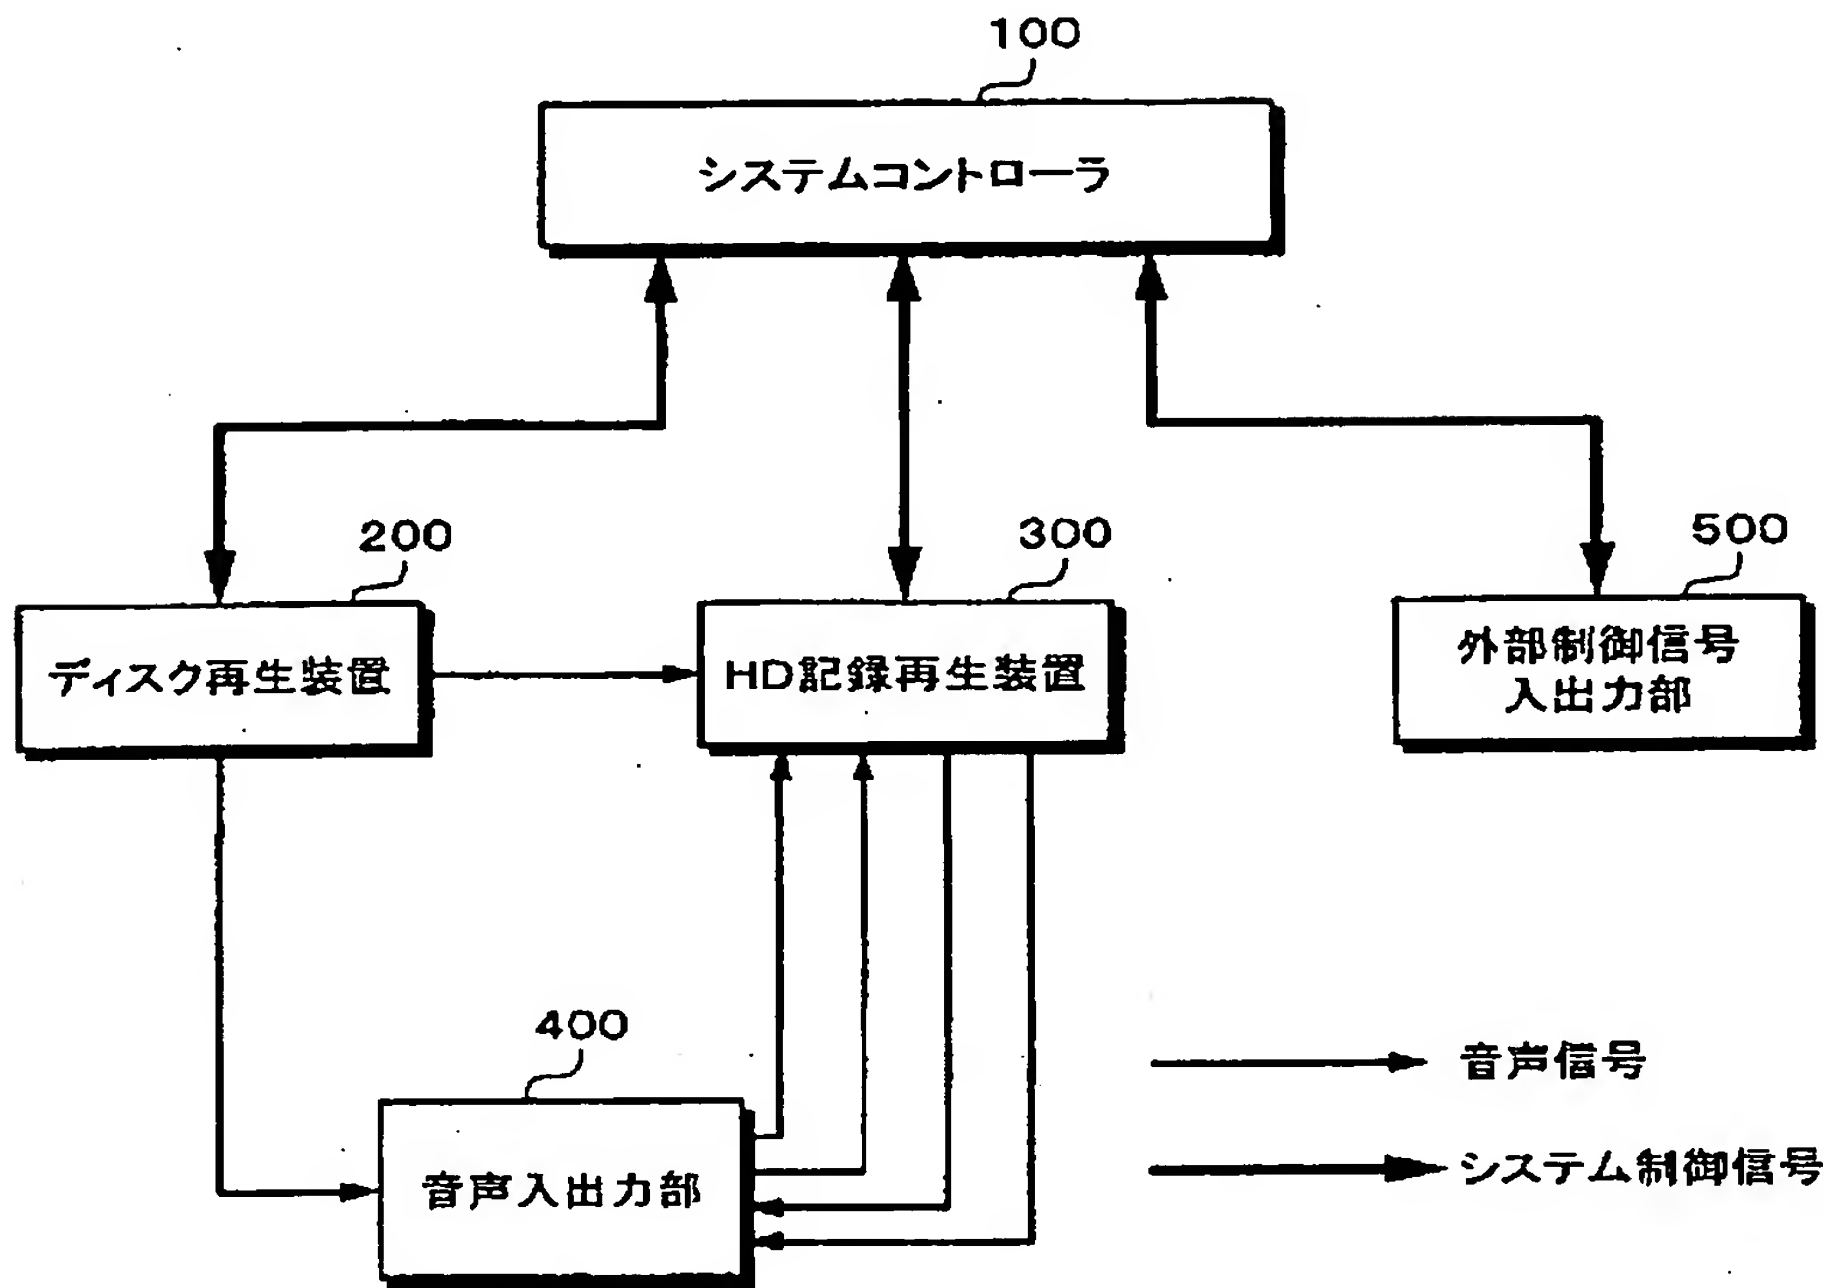 100
システムコントローラ
200
300
500
ディスク再生装置
HD記録再生装置
外部制御信号
入出力部
400
音声入出力部
音声信号
システム制御信号